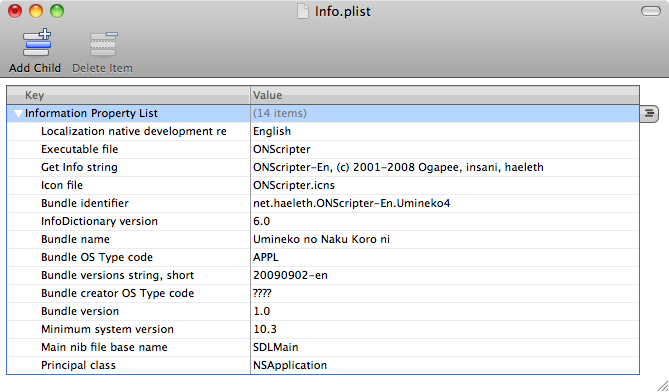 Info.plist
Add Child Delete Item
Key Value
Information Property List (14 items)
Localization native development re English
Executable file ONScripter
Get Info string ONScripter-En, (c) 2001-2008 Ogapee, insani, haeleth
Icon file ONScripter.icns
Bundle identifier net.haeleth.ONScripter-En.Umineko4
InfoDictionary version 6.0
Bundle name Umineko no Naku Koro ni
Bundle OS Type code APPL
Bundle versions string, short 20090902-en
Bundle creator OS Type code ????
Bundle version 1.0
Minimum system version 10.3
Main nib file base name SDLMain
Principal class NSApplication